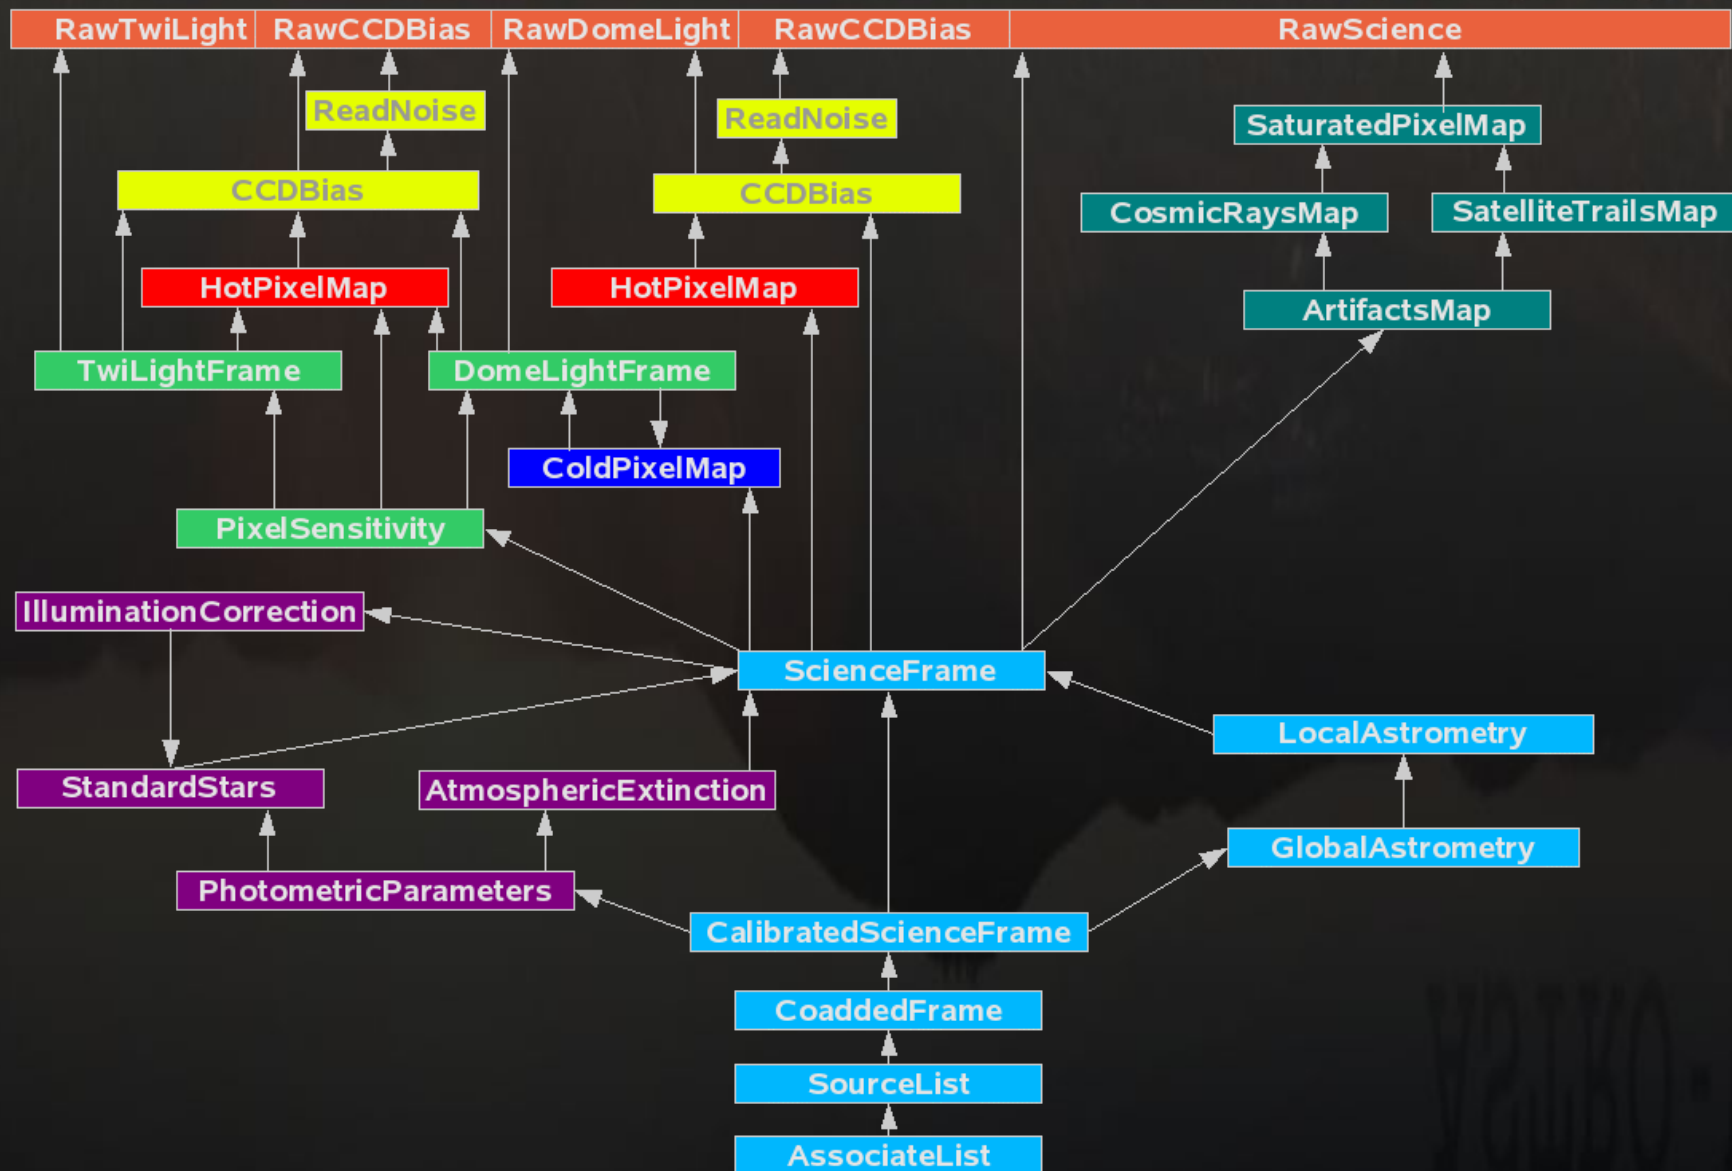 RawTwiLight
RawCCDBias
RawDomeLight
RawCCDBias
RawScience
ReadNoise
ReadNoise
SaturatedPixelMap
CCDBias
CCDBias
CosmicRaysMap
SatelliteTrailsMap
HotPixelMap
HotPixelMap
ArtifactsMap
TwiLightFrame
DomeLightFrame
ColdPixelMap
PixelSensitivity
IlluminationCorrection
ScienceFrame
LocalAstrometry
StandardStars
AtmosphericExtinction
GlobalAstrometry
PhotometricParameters
CalibratedScienceFrame
CoaddedFrame
SourceList
AssociateList